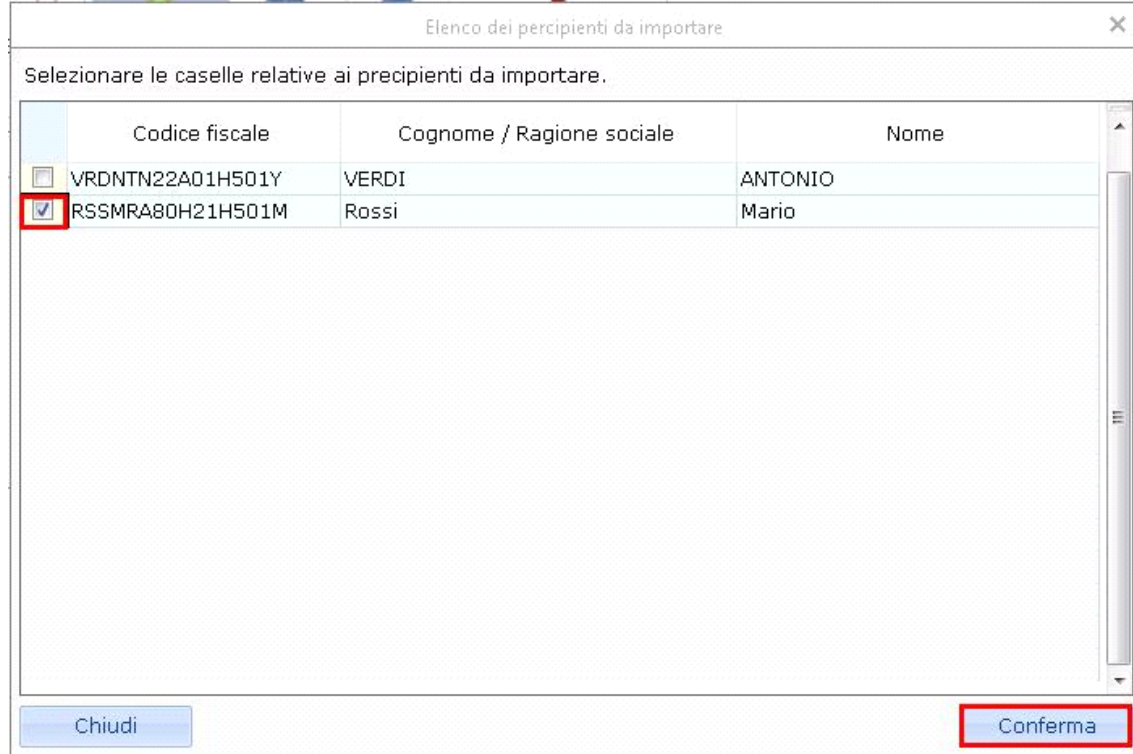 Elenco dei percipienti da importare
Selezionare le caselle relative ai precipienti da importare.
Codice fiscale Cognome / Ragione sociale Nome
VRDNTN22A01H501Y VERDI ANTONIO
RSSMRA80H21H501M Rossi Mario
Chiudi Conferma